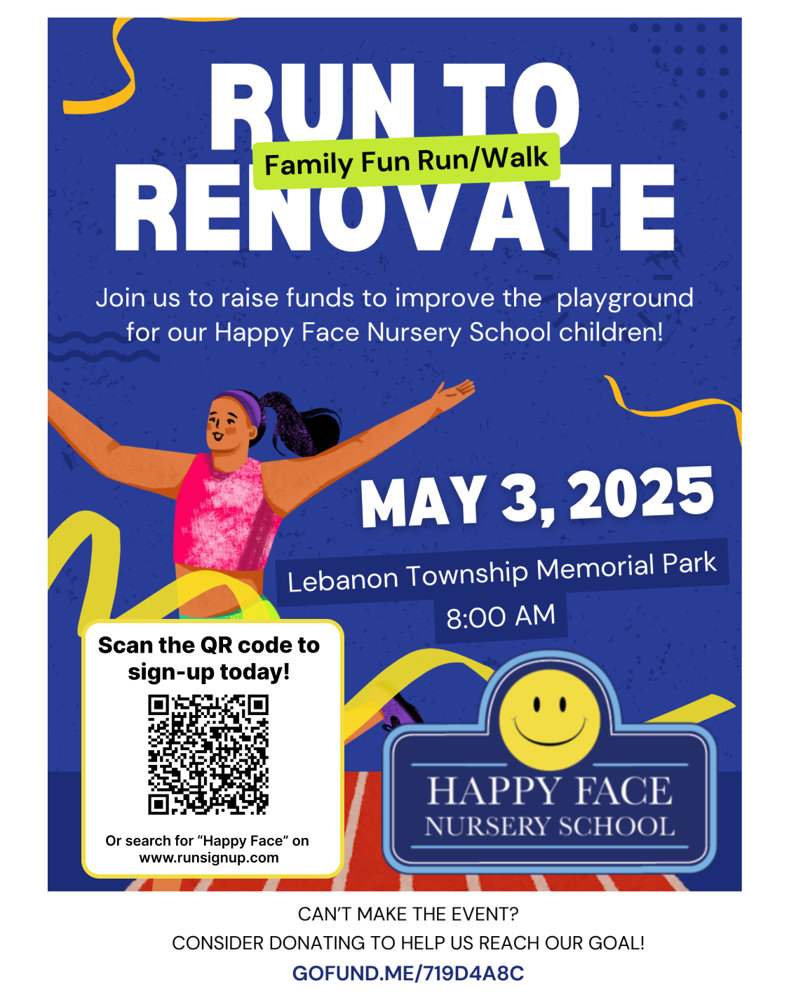 RUN TO
Family Fun Run/Walk
RENOVATE
Join us to raise funds to improve the playground
for our Happy Face Nursery School children!
MAY 3, 2025
Lebanon Township Memorial Park
8:00 AM
Scan the QR code to
sign-up today!
Or search for “Happy Face” on
www.runsignup.com
HAPPY FACE
NURSERY SCHOOL
CAN’T MAKE THE EVENT?
CONSIDER DONATING TO HELP US REACH OUR GOAL!
GOFUND.ME/719D4A8C